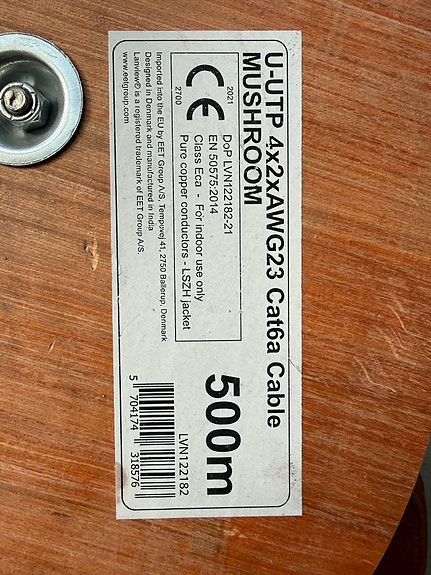 U-UTP 4x2xAWG23 Cat6a Cable
MUSHROOM
CE
2021
2700
DoP LVN122182-21
EN 50575:2014
Class Eca - For indoor use only
Pure copper conductors - LSZH jacket
500m
Imported into the EU by EET Group A/S, Tempovej 41, 2750 Ballerup, Denmark
Designed in Denmark and manufactured in India
Lanview® is a registered trademark of EET Group A/S.
www.eetgroup.com
LVN122182
5 704174 318576